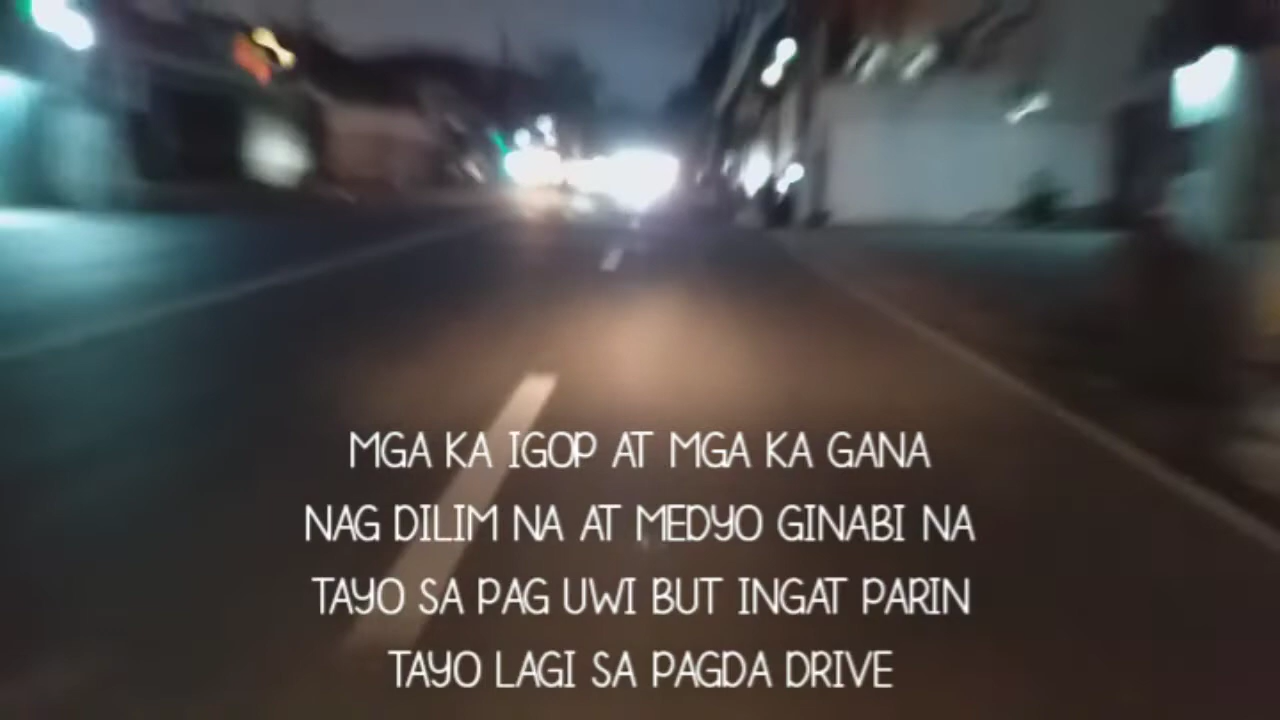 MGA KA IGOP AT MGA KA GANA
NAG DILIM NA AT MEDYO GINABI NA
TAYO SA PAG UWI BUT INGAT PARIN
TAYO LAGI SA PAGDA DRIVE